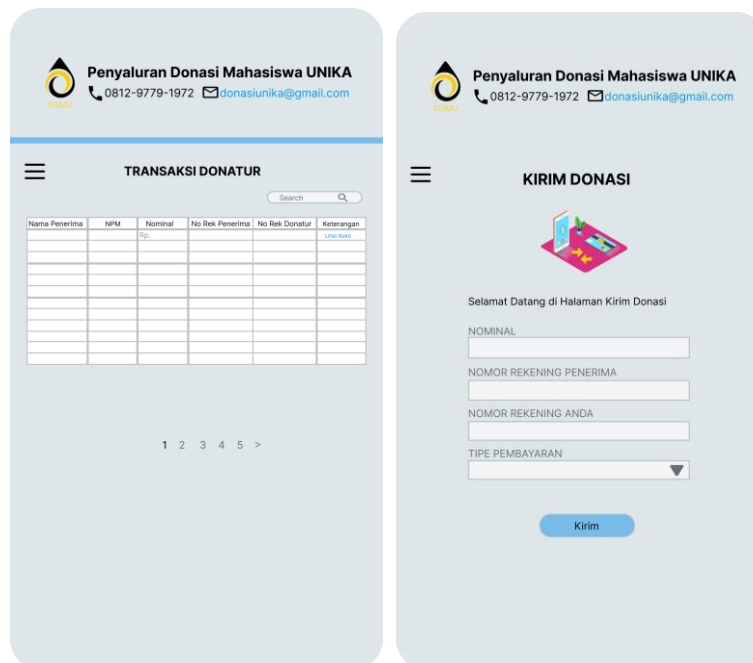 Penyaluran Donasi Mahasiswa UNIKA
0812-9779-1972 donasiunika@gmail.com
PDMU
TRANSAKSI DONATUR
Search
Nama Penerima NPM Nominal No Rek Penerima No Rek Donatur Keterangan
Rp. Lihat Bukti
1 2 3 4 5 >
Penyaluran Donasi Mahasiswa UNIKA
0812-9779-1972 donasiunika@gmail.com
PDMU
KIRIM DONASI
Selamat Datang di Halaman Kirim Donasi
NOMINAL
NOMOR REKENING PENERIMA
NOMOR REKENING ANDA
TIPE PEMBAYARAN
Kirim